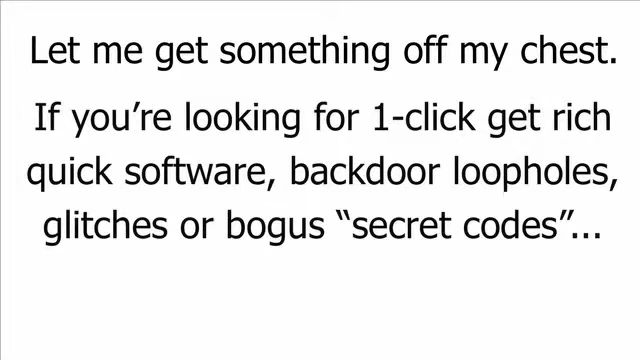 Let me get something off my chest.
If you’re looking for 1-click get rich
quick software, backdoor loopholes,
glitches or bogus “secret codes”...